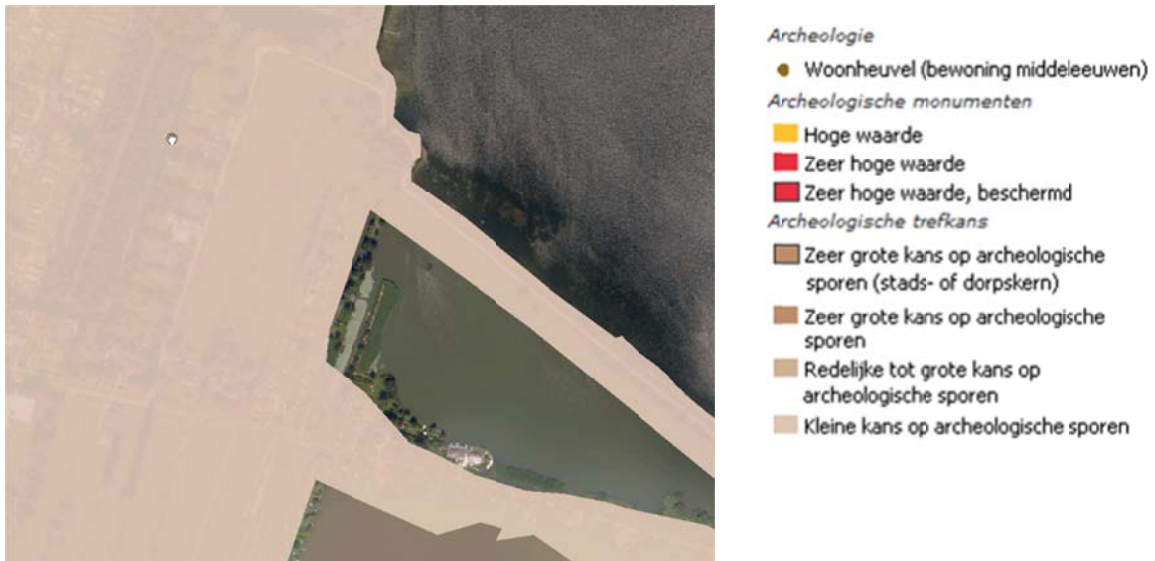 Archeologie
Woonheuvel (bewoning middeleeuwen)
Archeologische monumenten
Hoge waarde
Zeer hoge waarde
Zeer hoge waarde, beschermd
Archeologische trefkans
Zeer grote kans op archeologische
sporen (stads- of dorpskern)
Zeer grote kans op archeologische
sporen
Redelijke tot grote kans op
archeologische sporen
Kleine kans op archeologische sporen